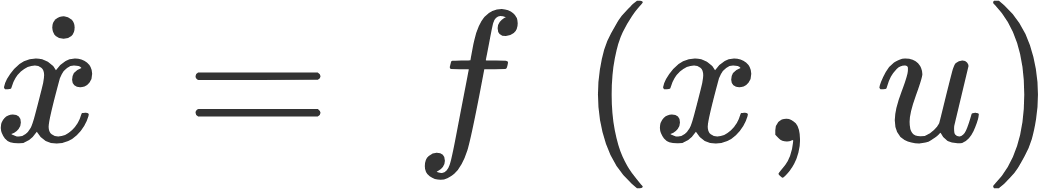 ẋ = f (x, u)